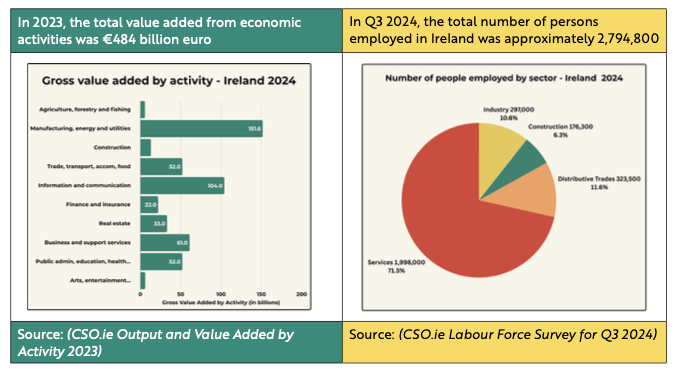 In 2023, the total value added from economic
activities was €484 billion euro
In Q3 2024, the total number of persons
employed in Ireland was approximately 2,794,800
Gross value added by activity - Ireland 2024
Agriculture, forestry and fishing
Manufacturing, energy and utilities
151.6
Construction
Trade, transport, accom, food
52.0
Information and communication
104.0
Finance and insurance
22.0
Real estate
33.0
Business and support services
61.0
Public admin, education, health...
52.0
Arts, entertainment...
0
50
100
150
200
Gross Value Added by Activity (in billions)
Number of people employed by sector - Ireland 2024
Industry 297,000
10.6%
Construction 176,300
6.3%
Distributive Trades 323,500
11.6%
Services 1,998,000
71.5%
Source: (CSO.ie Output and Value Added by
Activity 2023)
Source: (CSO.ie Labour Force Survey for Q3 2024)